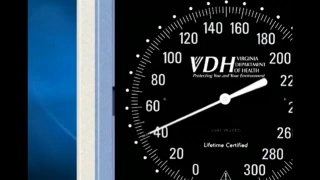 140 160
120 180
100 200
VDH VIRGINIA
DEPARTMENT
OF HEALTH
Protecting You and Your Environment
80 22
60
40 26
Lifetime Certified
20 280
0 300